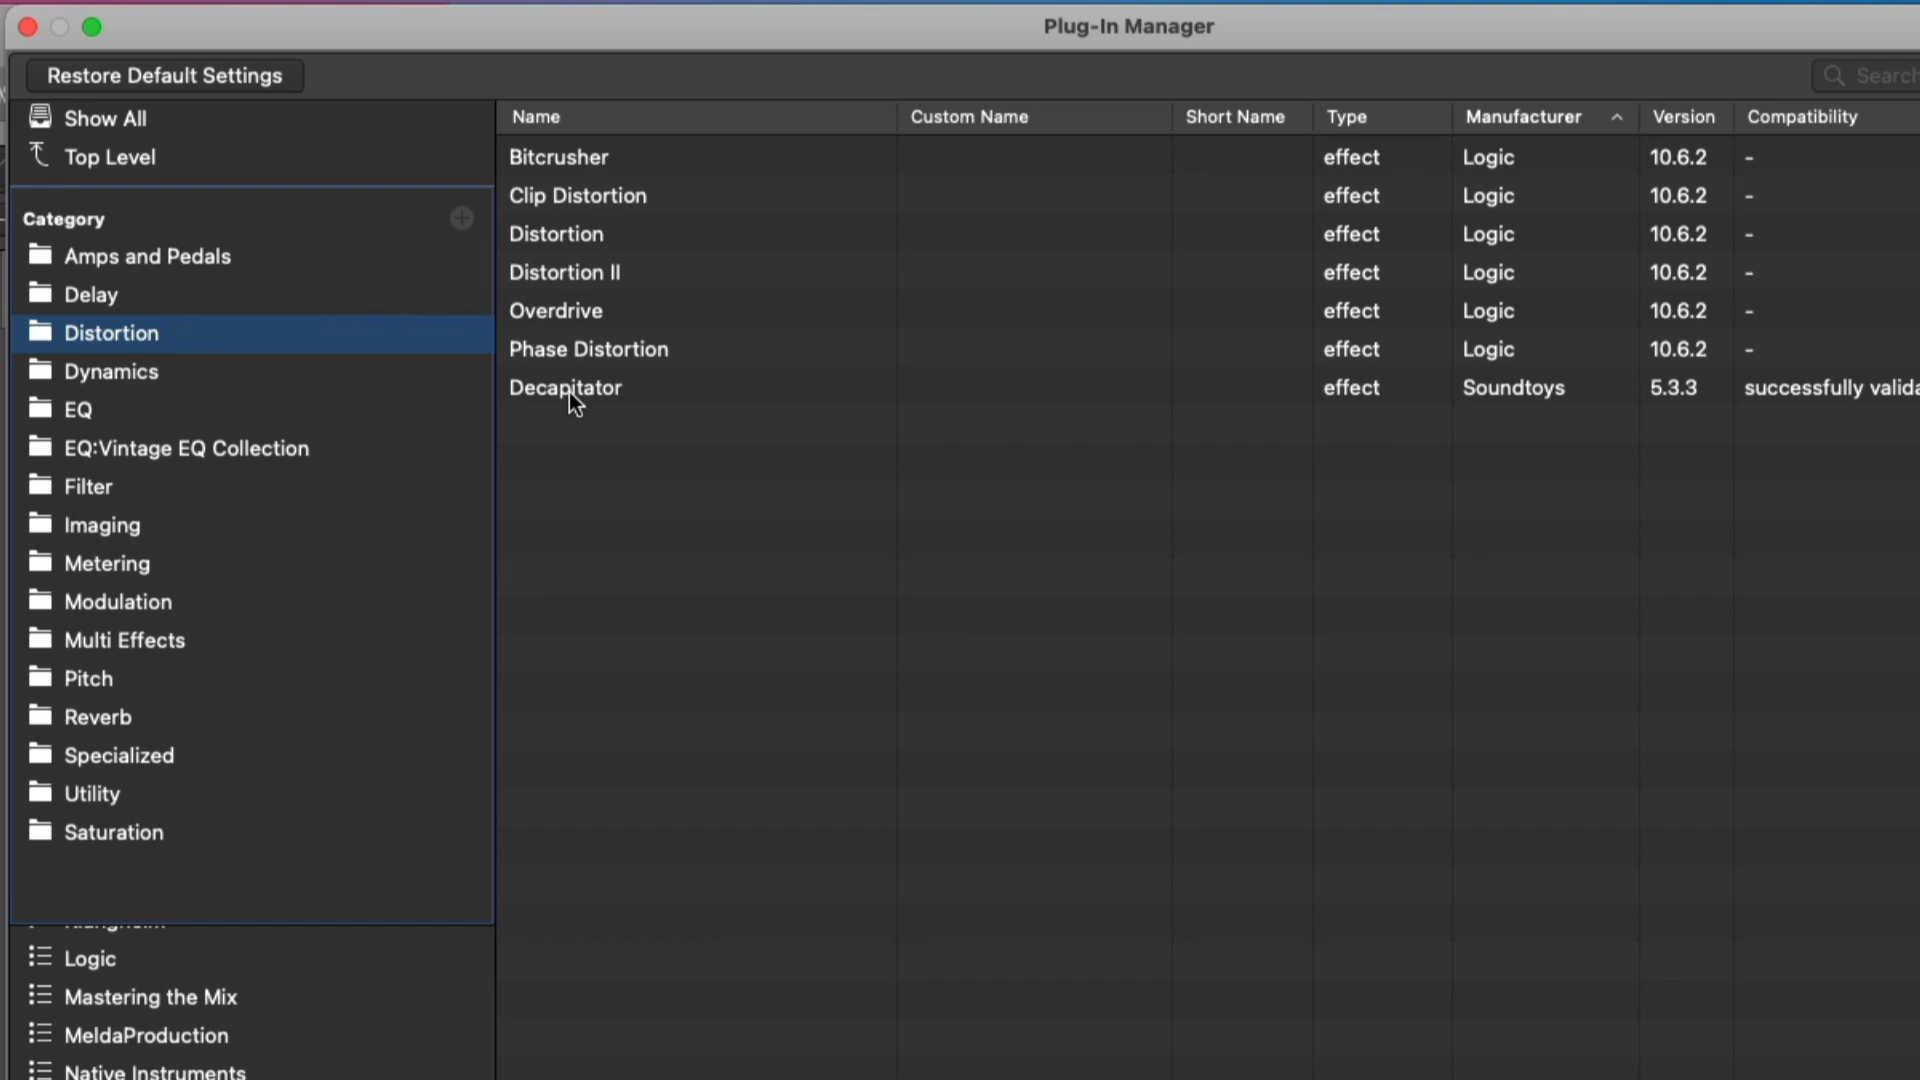 Plug-In Manager
Restore Default Settings
Search
Show All
Top Level
Category
Amps and Pedals
Delay
Distortion
Dynamics
EQ
EQ:Vintage EQ Collection
Filter
Imaging
Metering
Modulation
Multi Effects
Pitch
Reverb
Specialized
Utility
Saturation
Logic
Mastering the Mix
MeldaProduction
Native Instruments
Name Custom Name Short Name Type Manufacturer Version Compatibility
Bitcrusher effect Logic 10.6.2 -
Clip Distortion effect Logic 10.6.2 -
Distortion effect Logic 10.6.2 -
Distortion II effect Logic 10.6.2 -
Overdrive effect Logic 10.6.2 -
Phase Distortion effect Logic 10.6.2 -
Decapitator effect Soundtoys 5.3.3 successfully valida